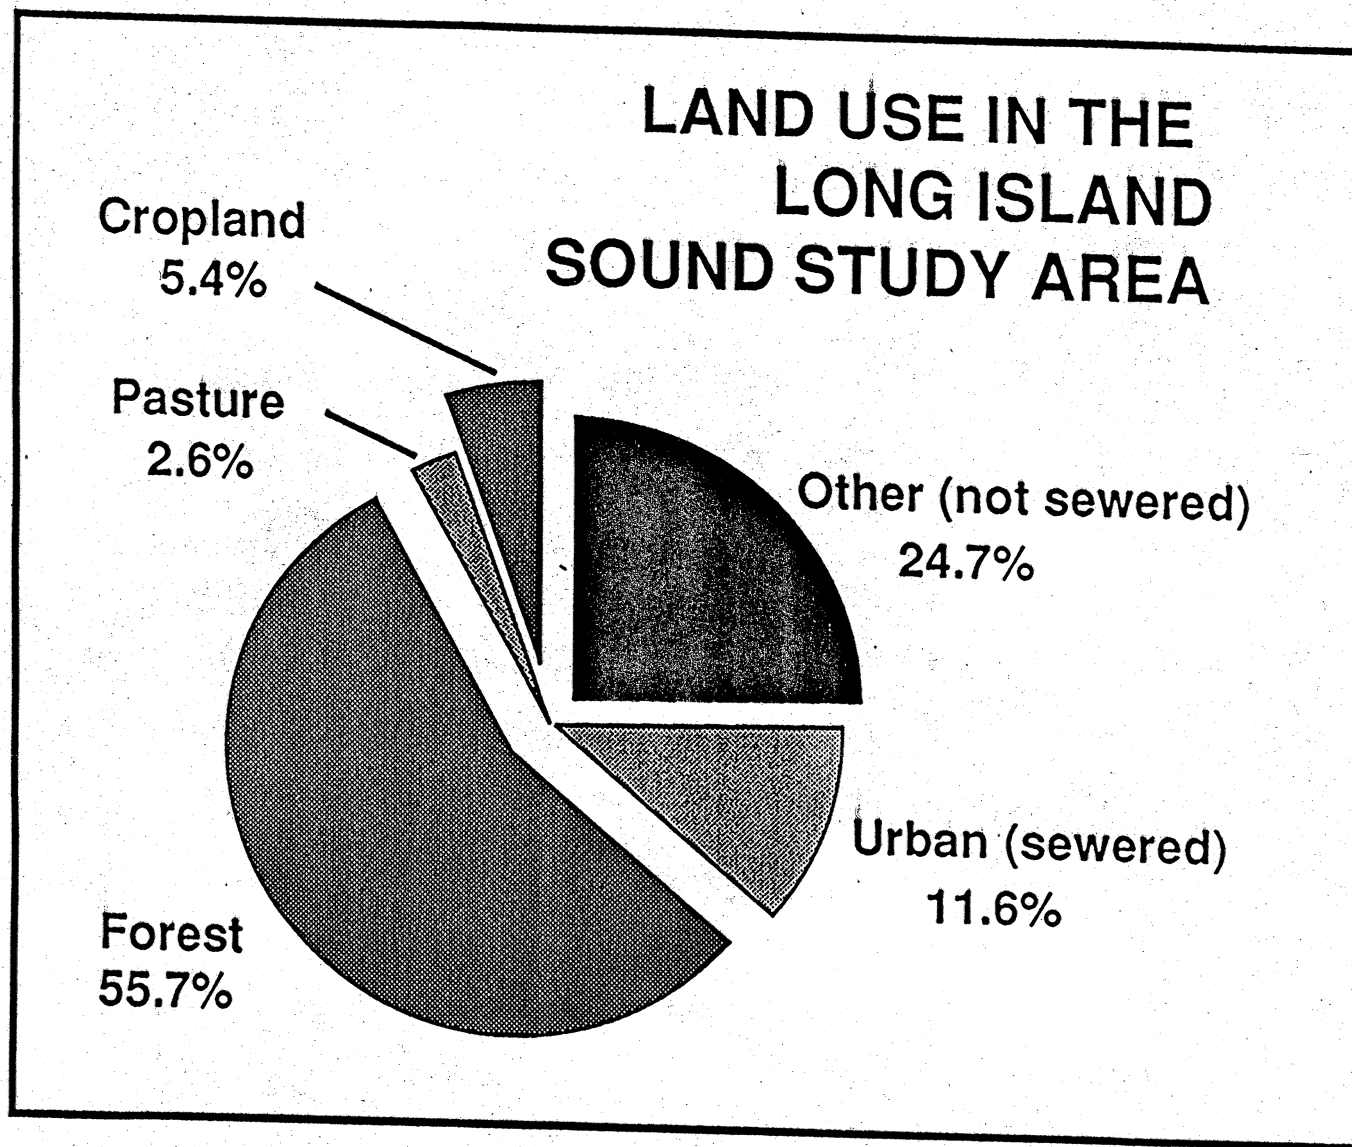 LAND USE IN THE
LONG ISLAND
SOUND STUDY AREA
Cropland
5.4%
Pasture
2.6%
Other (not sewered)
24.7%
Urban (sewered)
11.6%
Forest
55.7%